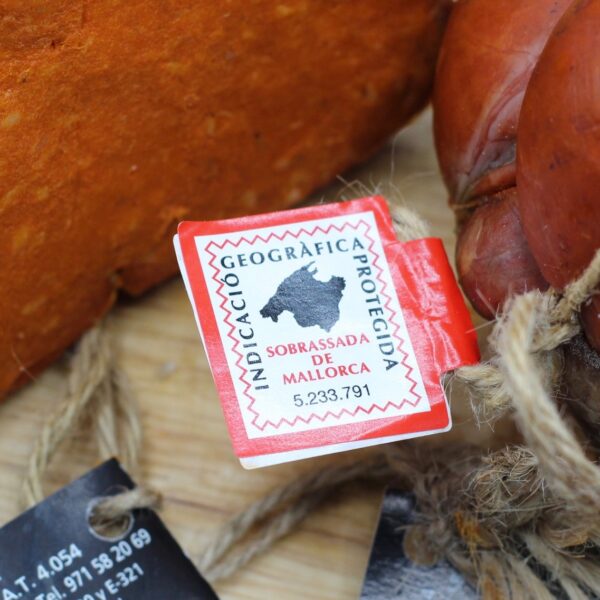 INDICACIÓ GEOGRÀFICA PROTEGIDA
SOBRASSADA
DE
MALLORCA
5.233.791
A.T. 4.054
Tel. 971 58 20 69
y E-321